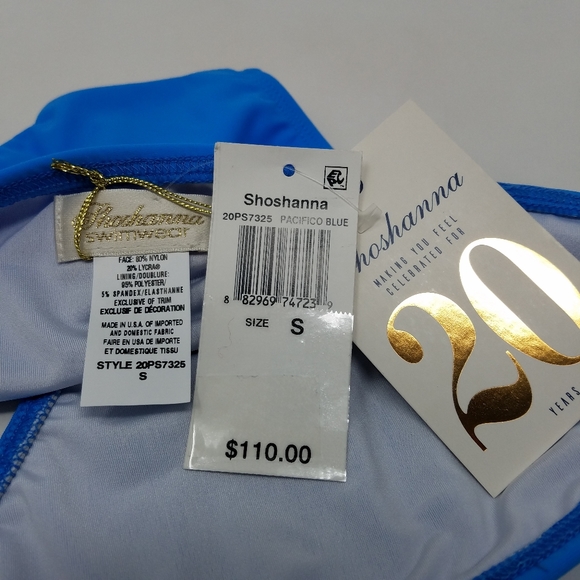 Shoshanna
swimwear
FACE: 80% NYLON
20% LYCRA®
LINING/DOUBLURE:
95% POLYESTER/
5% SPANDEX/ELASTHANNE
EXCLUSIVE OF TRIM
EXCLUSIF DE DÉCORATION
MADE IN U.S.A. OF IMPORTED
AND DOMESTIC FABRIC
FAIRE EN USA DE IMPORTE
ET DOMESTIQUE TISSU
STYLE 20PS7325
S
Shoshanna
20PS7325 PACIFICO BLUE
8 82969 74723 9
SIZE S
$110.00
Shoshanna
MAKING YOU FEEL
CELEBRATED FOR
20
YEARS